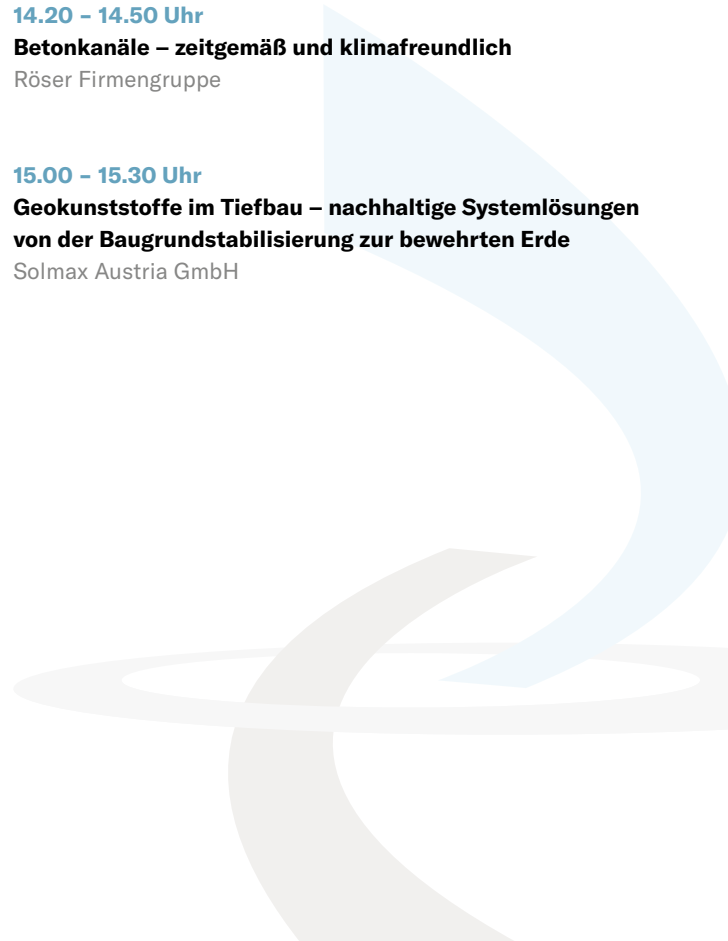 14.20 – 14.50 Uhr
Betonkanäle – zeitgemäß und klimafreundlich
Röser Firmengruppe
15.00 – 15.30 Uhr
Geokunststoffe im Tiefbau – nachhaltige Systemlösungen
von der Baugrundstabilisierung zur bewehrten Erde
Solmax Austria GmbH